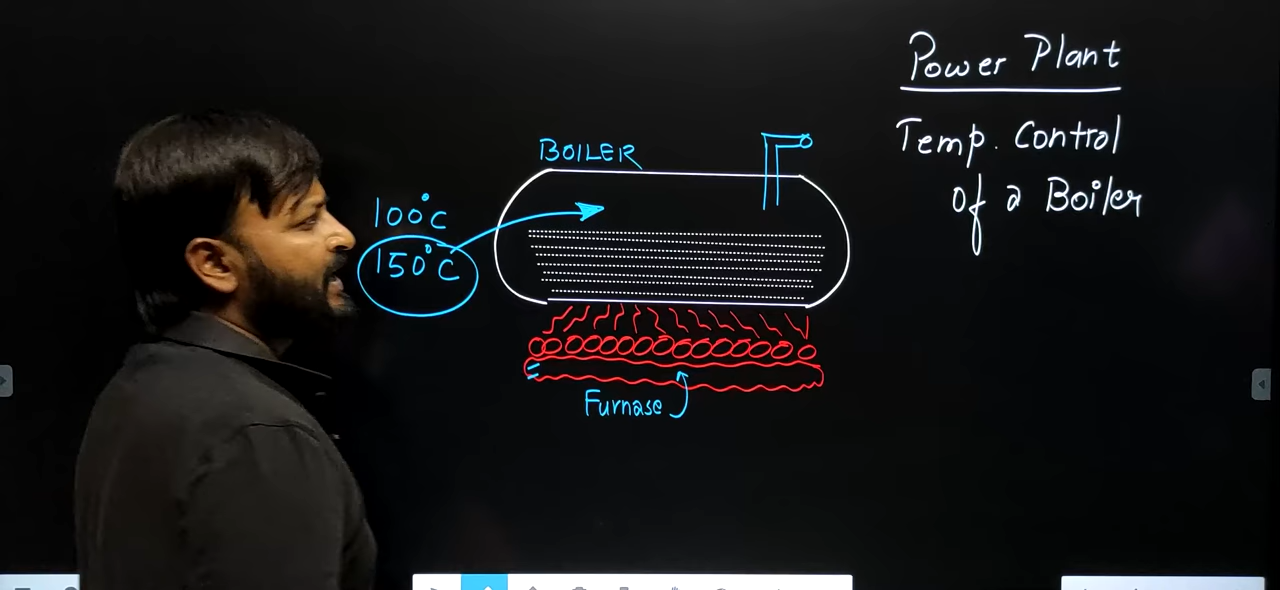 Power Plant
Temp. Control
of a Boiler
BOILER
100°C
150°C
Furnase